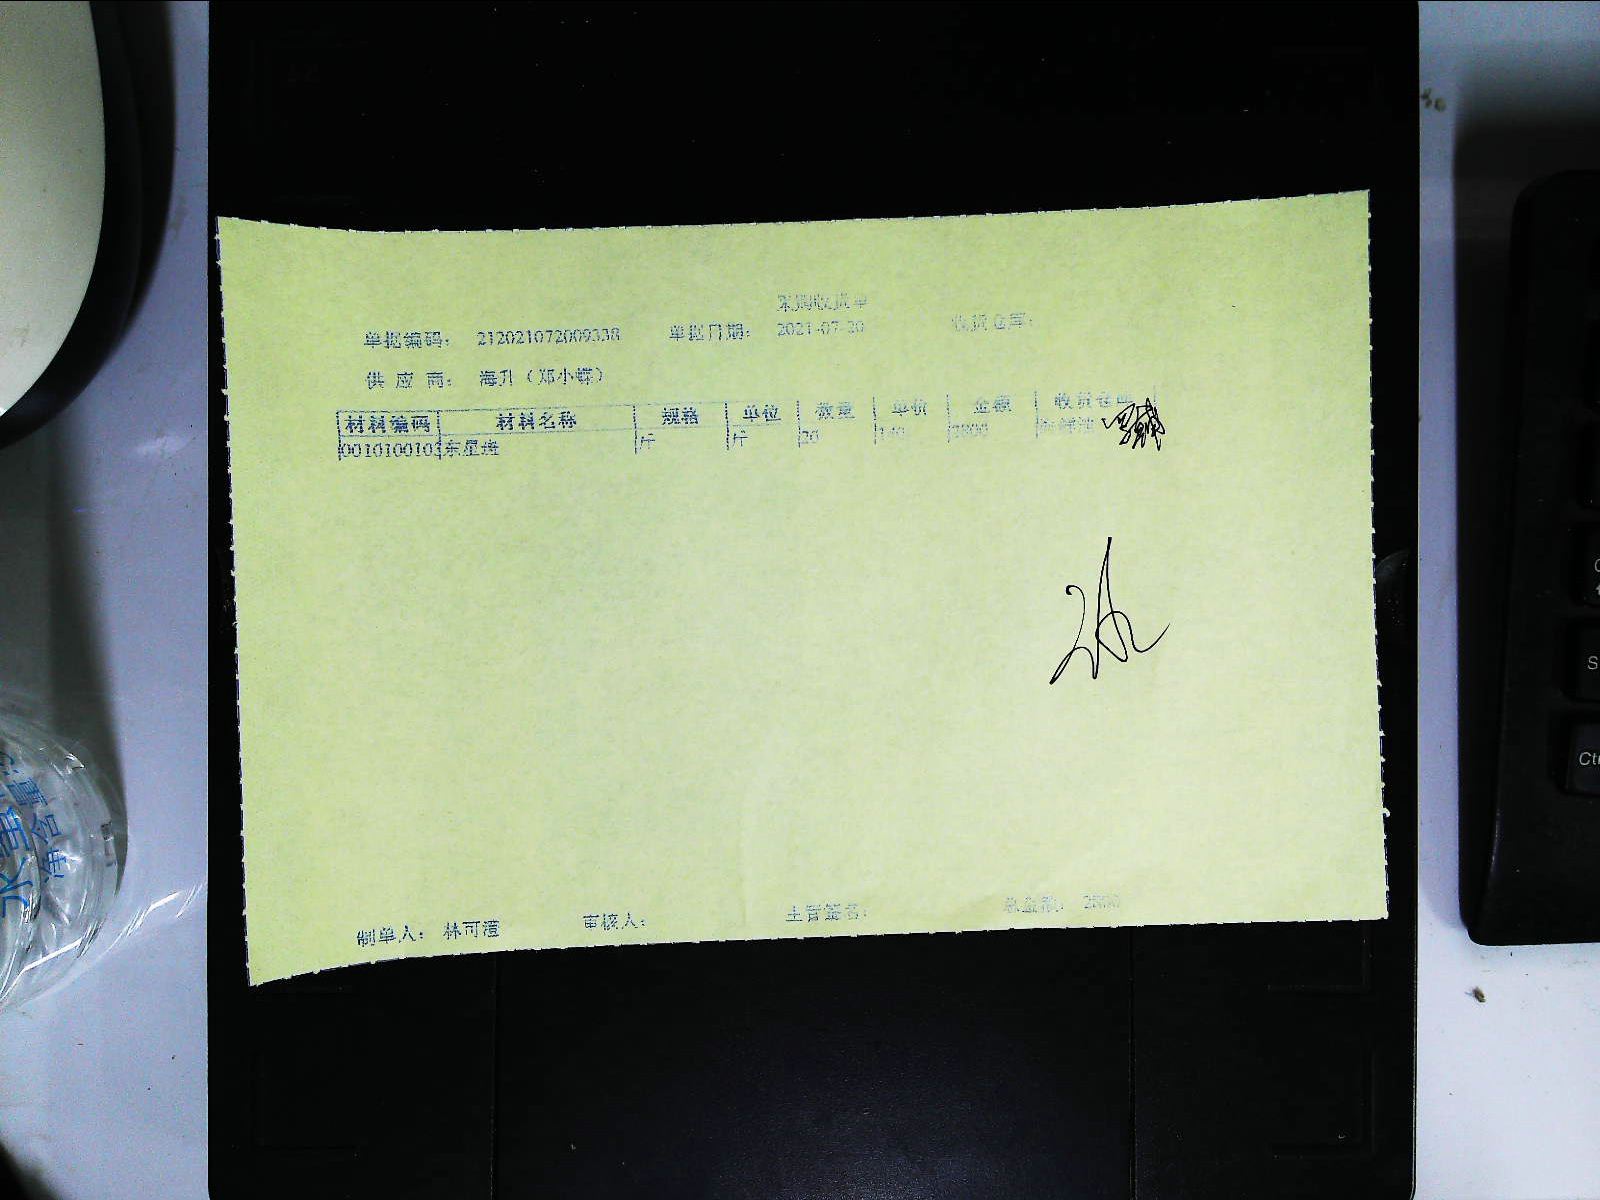 采购收货单
单据编码： 212021072009338 单据日期： 2021-07-20 收货仓库：
供 应 商： 海升（郑小蝶）
材料编码 材料名称 规格 单位 数量 单价 金额 收货仓库
0010100103 东星斑 斤 斤 20 140 2800
制单人： 林可澧 审核人： 主管签名： 总金额： 2800
Ctrl